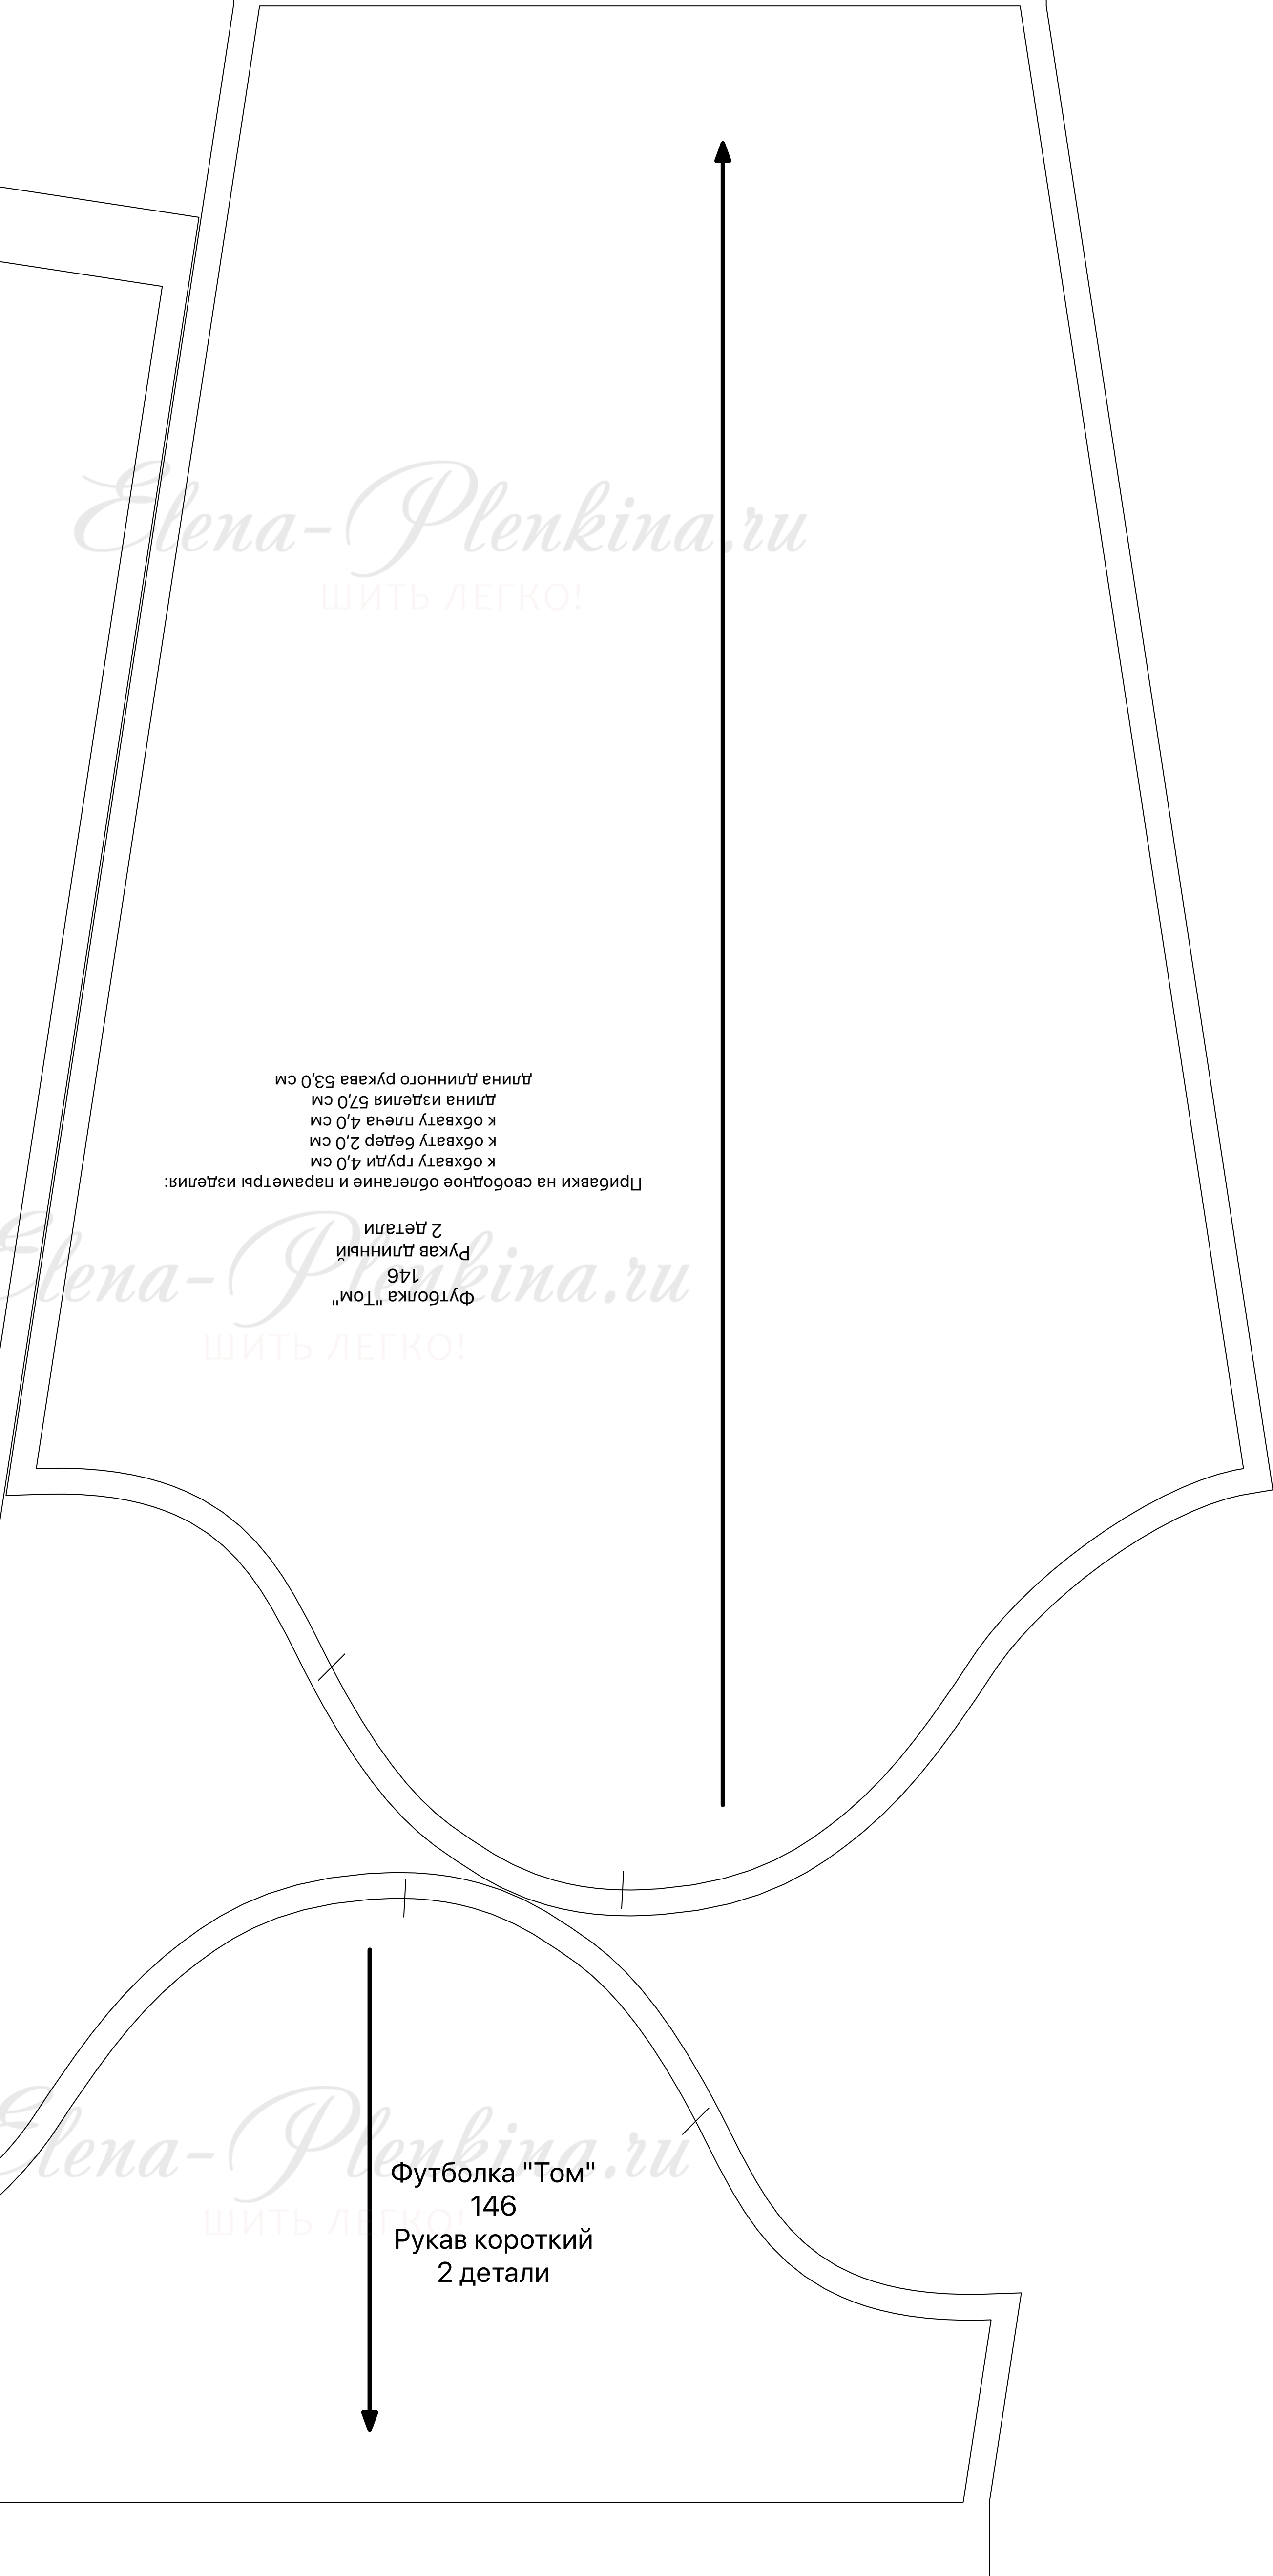 Elena-Plenkina.ru
ШИТЬ ЛЕГКО!
Футболка "Том"
146
Рукав длинный
2 детали
Прибавки на свободное облегание и параметры изделия:
к обхвату груди 4,0 см
к обхвату бедер 2,0 см
к обхвату плеча 4,0 см
длина изделия 57,0 см
длина длинного рукава 53,0 см
Elena-Plenkina.ru
ШИТЬ ЛЕГКО!
Elena-Plenkina.ru
ШИТЬ ЛЕГКО!
Футболка "Том"
146
Рукав короткий
2 детали